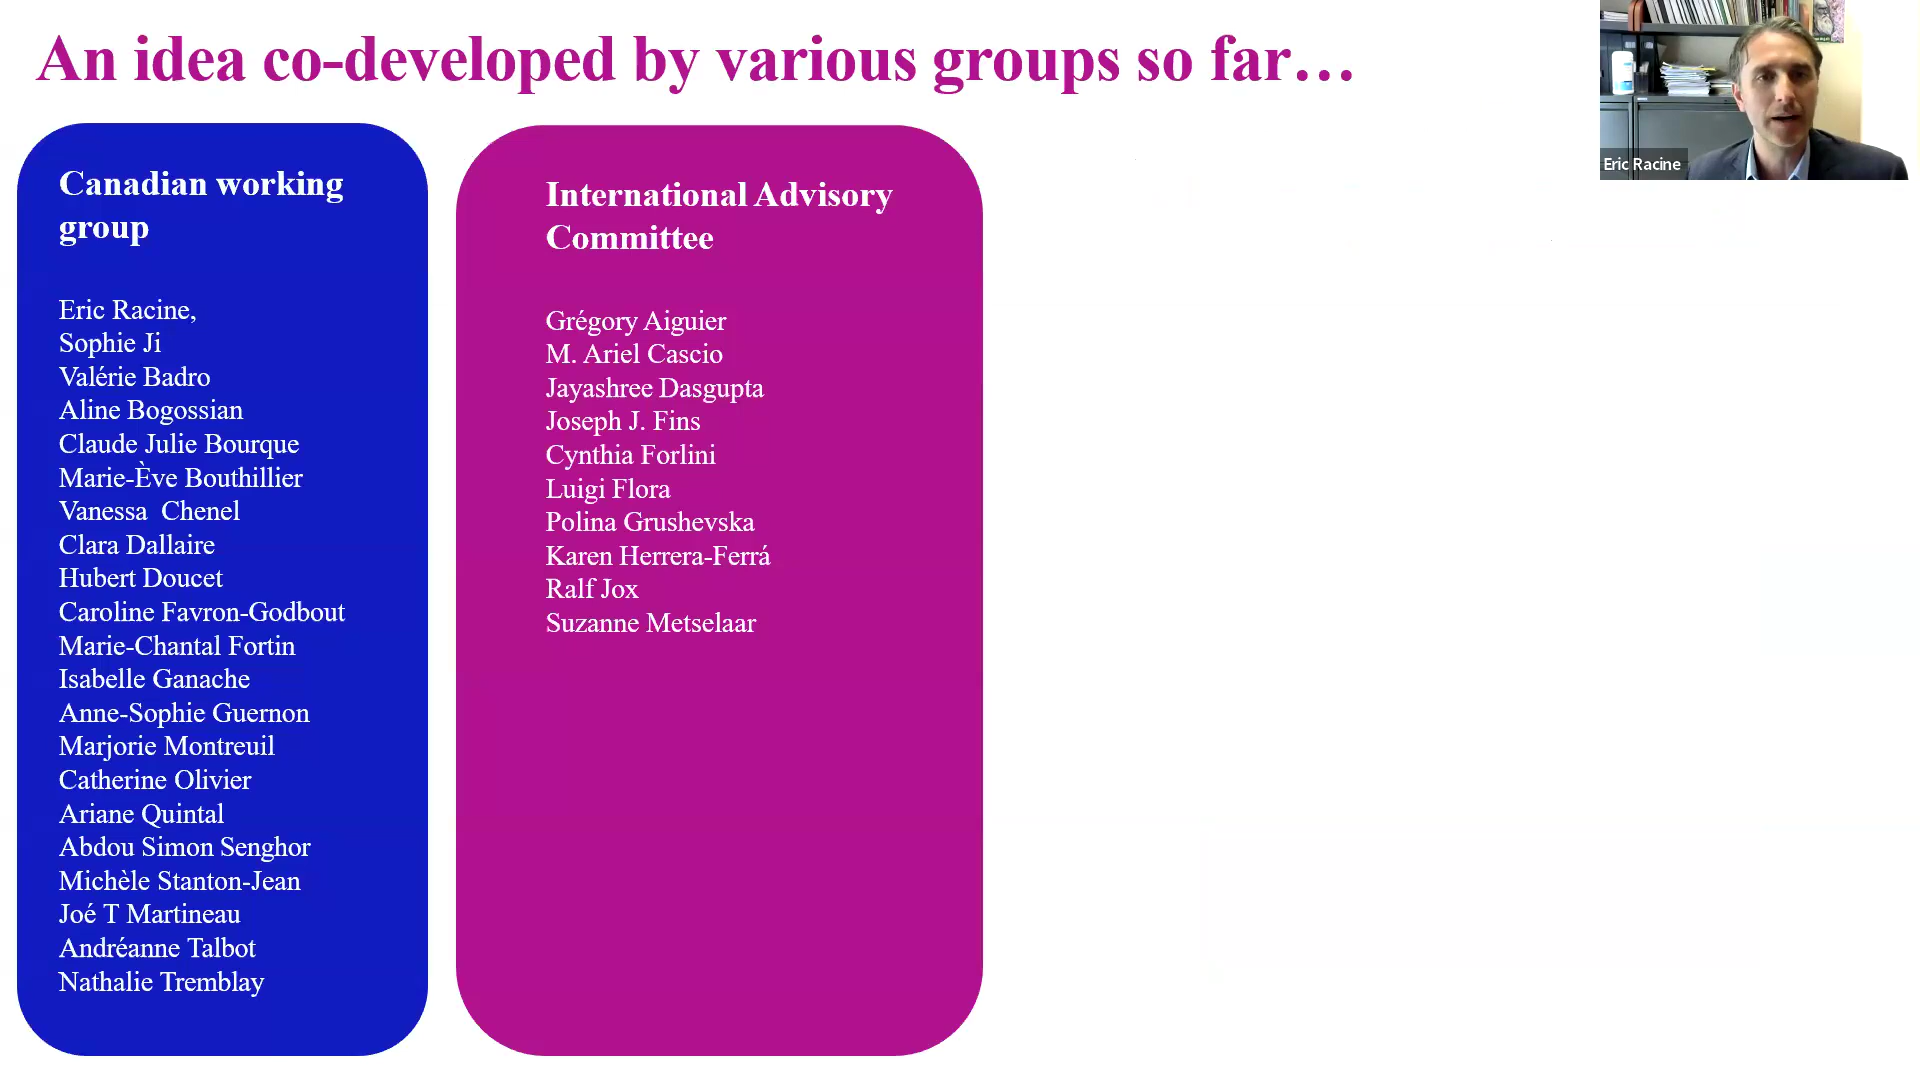 An idea co-developed by various groups so far…
Eric Racine
Canadian working
group
Eric Racine,
Sophie Ji
Valérie Badro
Aline Bogossian
Claude Julie Bourque
Marie-Ève Bouthillier
Vanessa  Chenel
Clara Dallaire
Hubert Doucet
Caroline Favron-Godbout
Marie-Chantal Fortin
Isabelle Ganache
Anne-Sophie Guernon
Marjorie Montreuil
Catherine Olivier
Ariane Quintal
Abdou Simon Senghor
Michèle Stanton-Jean
Joé T Martineau
Andréanne Talbot
Nathalie Tremblay
International Advisory
Committee
Grégory Aiguier
M. Ariel Cascio
Jayashree Dasgupta
Joseph J. Fins
Cynthia Forlini
Luigi Flora
Polina Grushevska
Karen Herrera-Ferrá
Ralf Jox
Suzanne Metselaar